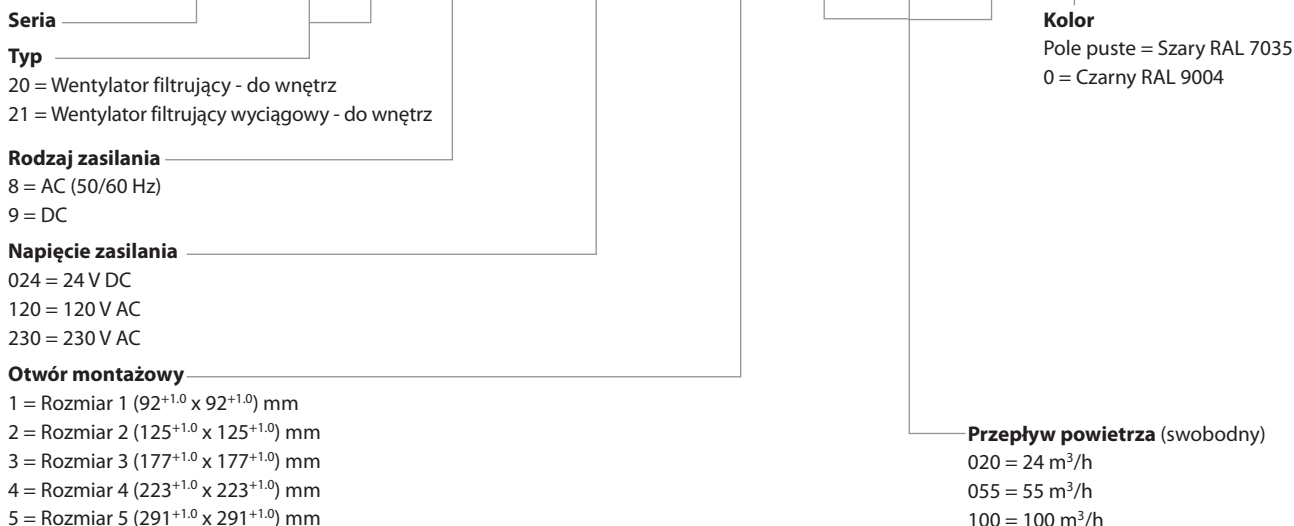 Seria
Typ
20 = Wentylator filtrujący - do wnętrz
21 = Wentylator filtrujący wyciągowy - do wnętrz
Rodzaj zasilania
8 = AC (50/60 Hz)
9 = DC
Napięcie zasilania
024 = 24 V DC
120 = 120 V AC
230 = 230 V AC
Otwór montażowy
1 = Rozmiar 1 (92+1.0 x 92+1.0) mm
2 = Rozmiar 2 (125+1.0 x 125+1.0) mm
3 = Rozmiar 3 (177+1.0 x 177+1.0) mm
4 = Rozmiar 4 (223+1.0 x 223+1.0) mm
5 = Rozmiar 5 (291+1.0 x 291+1.0) mm
Kolor
Pole puste = Szary RAL 7035
0 = Czarny RAL 9004
Przepływ powietrza (swobodny)
020 = 24 m³/h
055 = 55 m³/h
100 = 100 m³/h